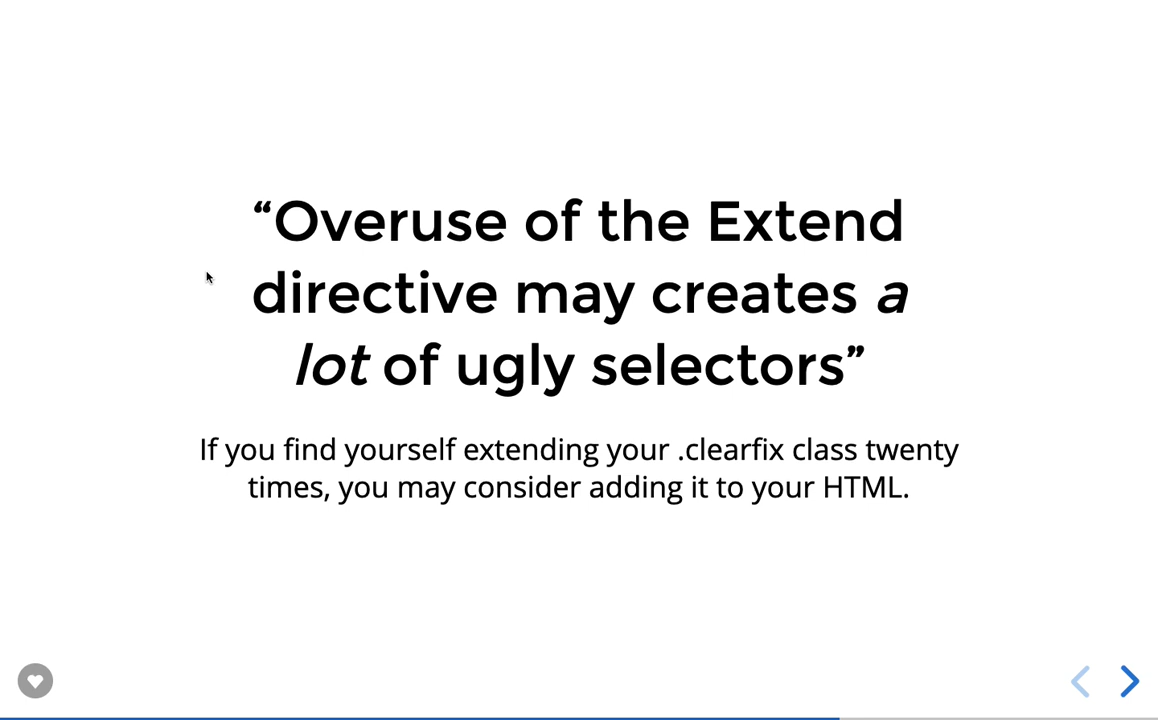 “Overuse of the Extend
directive may creates a
lot of ugly selectors”
If you find yourself extending your .clearfix class twenty
times, you may consider adding it to your HTML.